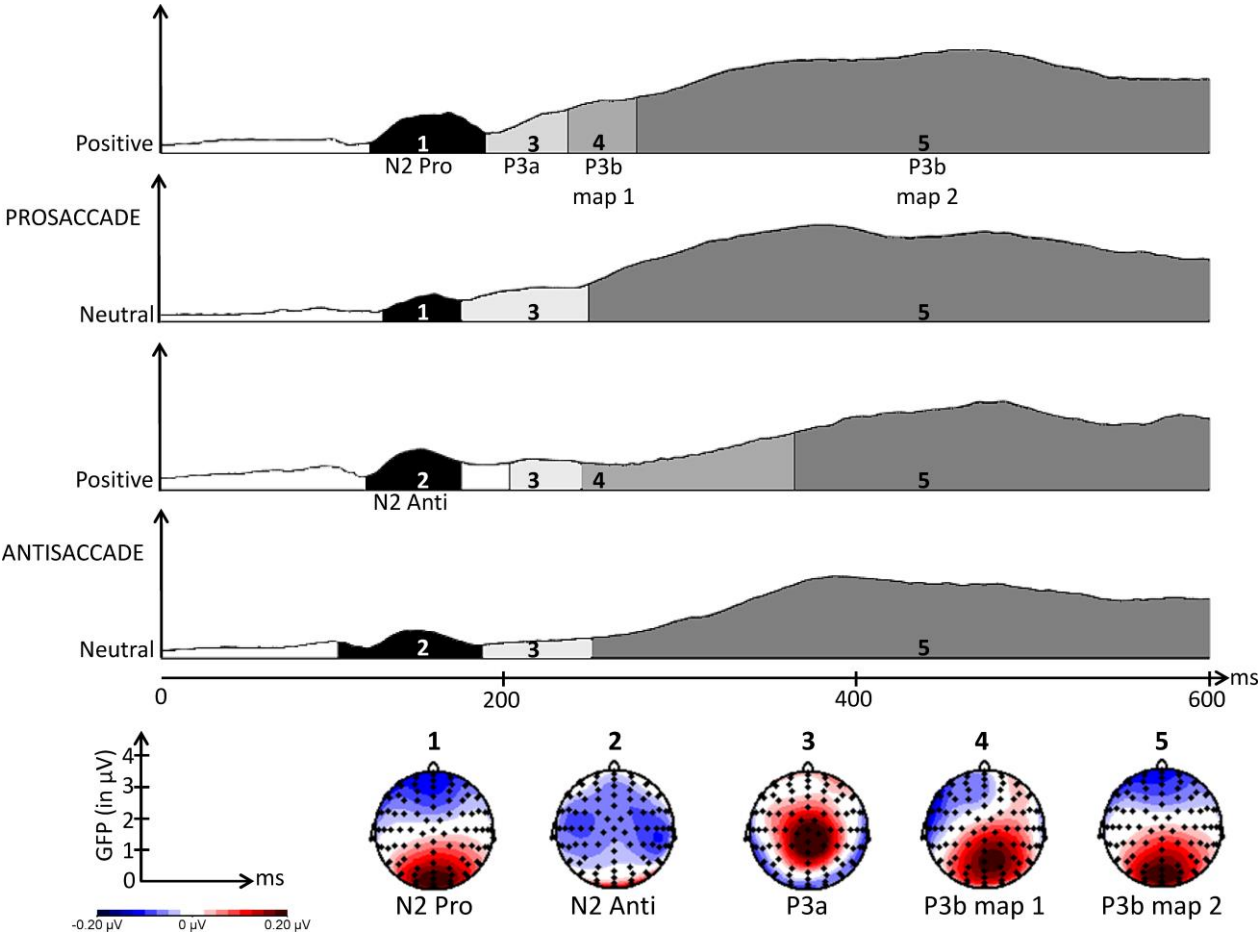 Positive
1 3 4 5
N2 Pro P3a P3b P3b
map 1 map 2
PROSACCADE
Neutral
1 3 5
Positive
2 3 4 5
N2 Anti
ANTISACCADE
Neutral
2 3 5
ms
0 200 400 600
1 2 3 4 5
GFP (in µV)
4
3
2
1
0
ms
N2 Pro N2 Anti P3a P3b map 1 P3b map 2
-0.20 µV 0 µV 0.20 µV